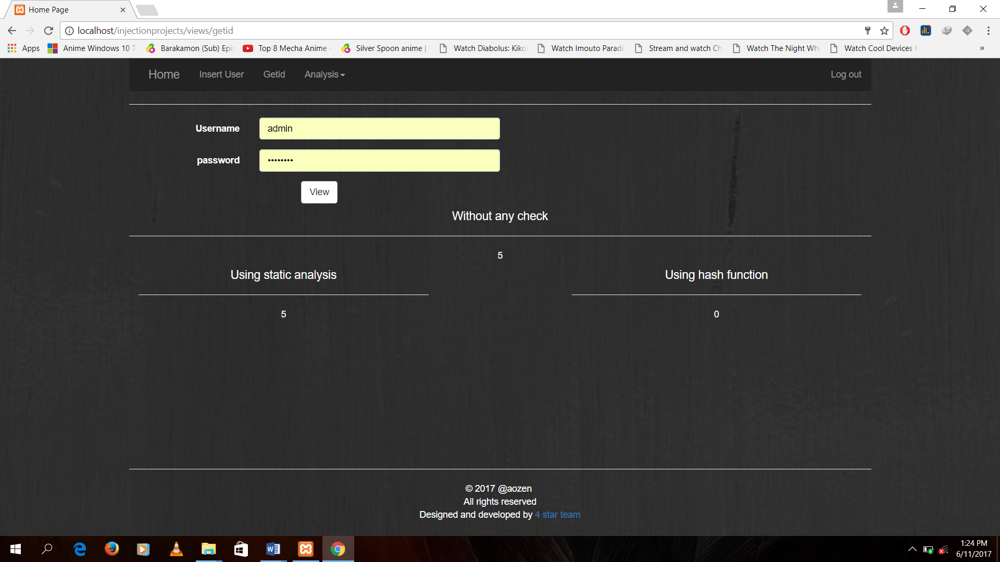 Home Page
localhost/injectionprojects/views/getid
Apps Anime Windows 10 T Barakamon (Sub) Epis Top 8 Mecha Anime - Silver Spoon anime | Watch Diabolus: Kiko Watch Imouto Paradi Stream and watch Ch Watch The Night Whe Watch Cool Devices h »
Home Insert User Getid Analysis Log out
Username admin
password ••••••••
View
Without any check
5
Using static analysis Using hash function
5 0
© 2017 @aozen
All rights reserved
Designed and developed by 4 star team
1:24 PM
6/11/2017